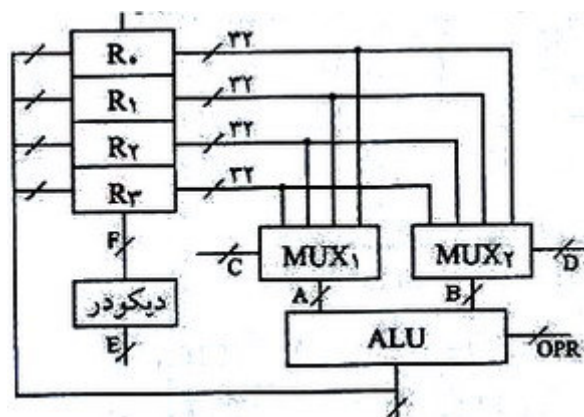 R۰ ۳۲
R۱ ۳۲
R۲ ۳۲
R۳ ۳۲
F
C MUX۱ MUX۲ D
دیکودر
A B
E
ALU OPR